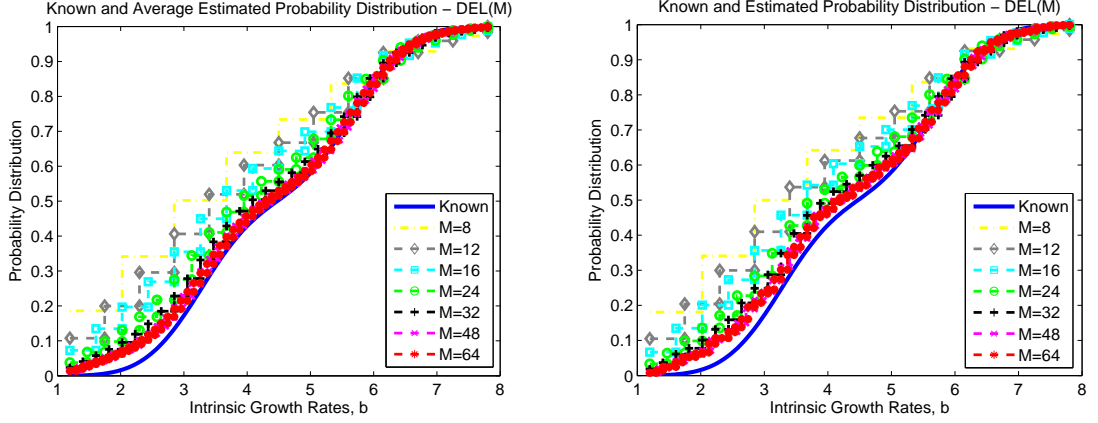 Known and Average Estimated Probability Distribution – DEL(M)
1
0.9
0.8
0.7
0.6
0.5
0.4
0.3
0.2
0.1
0
Probability Distribution
1 2 3 4 5 6 7 8
Intrinsic Growth Rates, b
Known
M=8
M=12
M=16
M=24
M=32
M=48
M=64
Known and Estimated Probability Distribution – DEL(M)
1
0.9
0.8
0.7
0.6
0.5
0.4
0.3
0.2
0.1
0
Probability Distribution
1 2 3 4 5 6 7 8
Intrinsic Growth Rates, b
Known
M=8
M=12
M=16
M=24
M=32
M=48
M=64